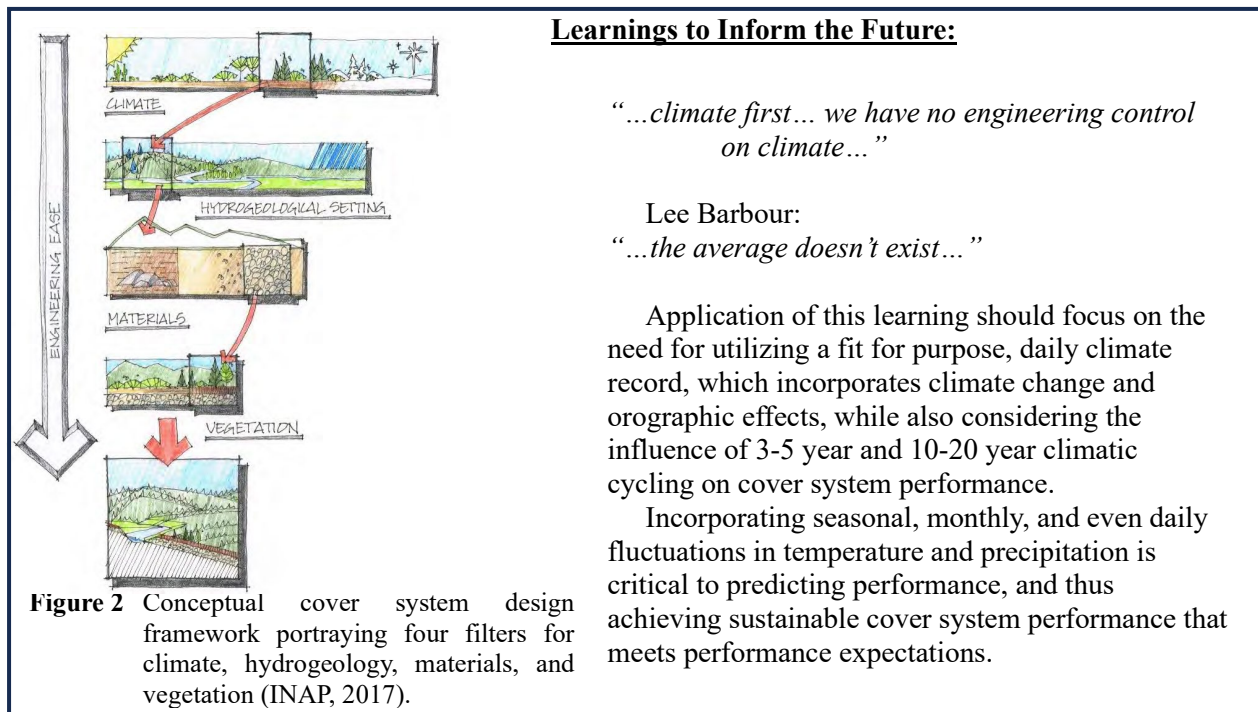 ENGINEERING EASE
CLIMATE
HYDROGEOLOGICAL SETTING
MATERIALS
VEGETATION
Figure 2 Conceptual cover system design
framework portraying four filters for
climate, hydrogeology, materials, and
vegetation (INAP, 2017).
Learnings to Inform the Future:
“…climate first… we have no engineering control
on climate…”
Lee Barbour:
“…the average doesn’t exist…”
Application of this learning should focus on the
need for utilizing a fit for purpose, daily climate
record, which incorporates climate change and
orographic effects, while also considering the
influence of 3-5 year and 10-20 year climatic
cycling on cover system performance.
Incorporating seasonal, monthly, and even daily
fluctuations in temperature and precipitation is
critical to predicting performance, and thus
achieving sustainable cover system performance that
meets performance expectations.